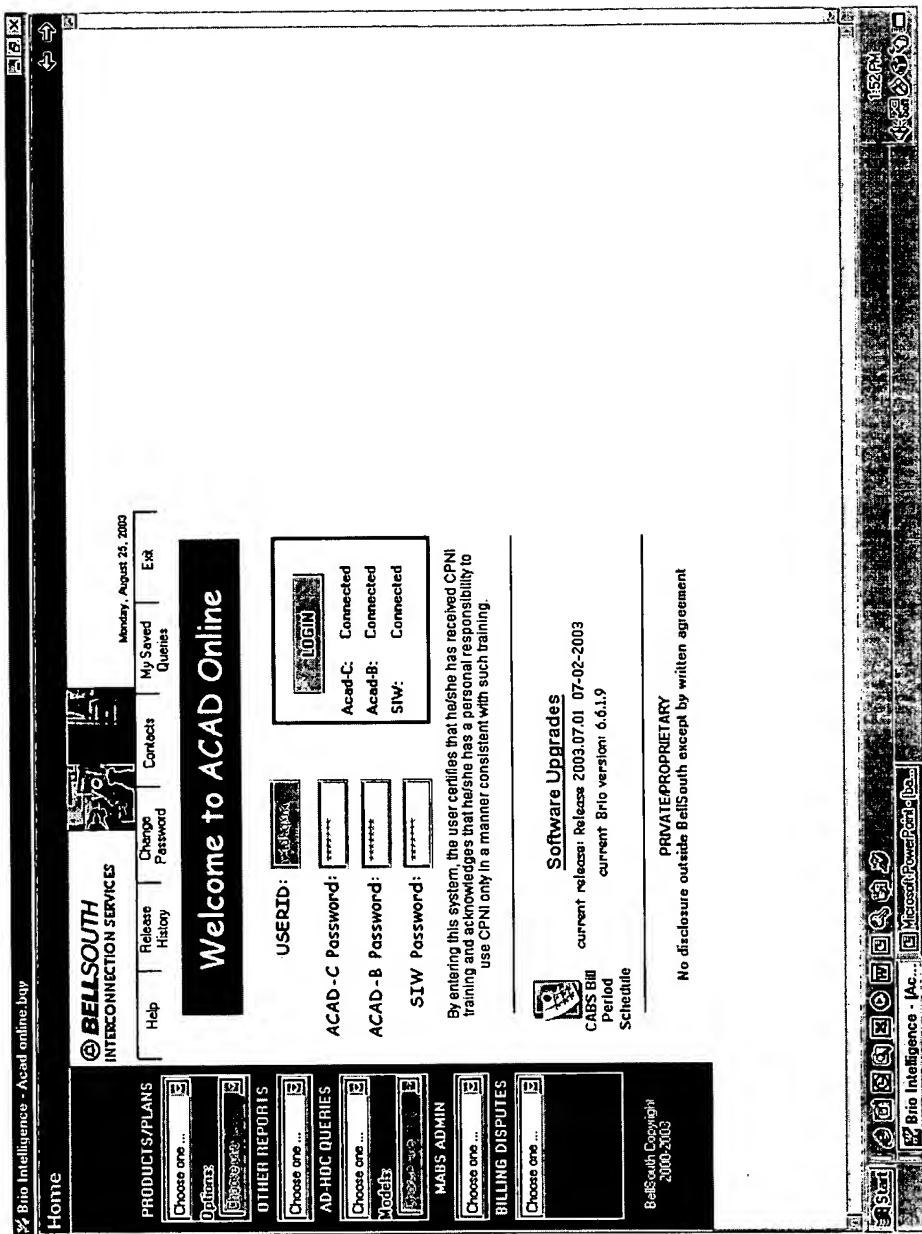 Brio Intelligence - Acad online.bqy
Home
PRODUCTS/PLANS
Choose one ...
Options:
OTHER REPORTS
Choose one ...
AD-HOC QUERIES
Choose one ...
Models:
MABS ADMIN
Choose one ...
BILLING DISPUTES
Choose one ...
BellSouth Copyright
2000-2003
BELLSOUTH
INTERCONNECTION SERVICES
Monday, August 25, 2003
Help
Release History
Change Password
Contacts
My Saved Queries
Exit
Welcome to ACAD Online
USERID:
ACAD-C Password: *******
ACAD-B Password: *******
SIW Password: *******
LOGIN
Acad-C: Connected
Acad-B: Connected
SIW: Connected
By entering this system, the user certifies that he/she has received CPNI
training and acknowledges that he/she has a personal responsibility to
use CPNI only in a manner consistent with such training.
CABS Bill
Period
Schedule
Software Upgrades
current release: Release 2003.07.01 07-02-2003
current Brio version: 6.6.1.9
PRIVATE/PROPRIETARY
No disclosure outside BellSouth except by written agreement
Start
Brio Intelligence - [Ac...
Microsoft PowerPoint - [ba...
1:52 PM